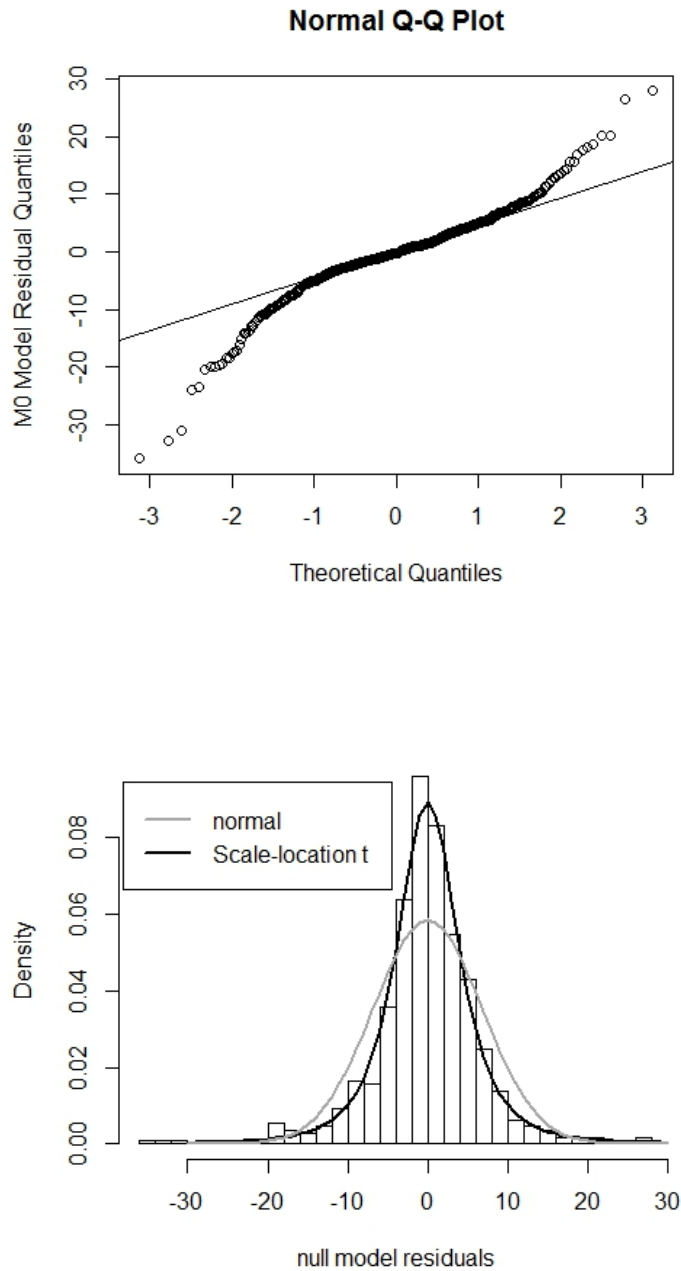 Normal Q-Q Plot
M0 Model Residual Quantiles
30
20
10
0
-10
-20
-30
-3 -2 -1 0 1 2 3
Theoretical Quantiles
normal
Scale-location t
Density
0.08
0.06
0.04
0.02
0.00
-30 -20 -10 0 10 20 30
null model residuals